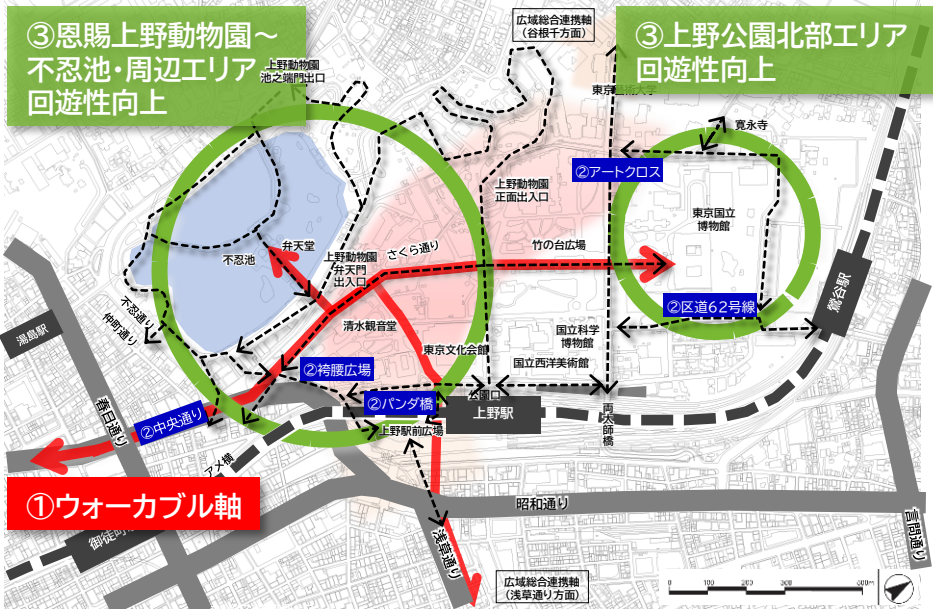 ③恩賜上野動物園～
不忍池・周辺エリア
回遊性向上
広域総合連携軸
（谷根千方面）
③上野公園北部エリア
回遊性向上
上野動物園
池之端門出口
東京藝術大学
寛永寺
②アートクロス
上野動物園
正面出入口
東京国立
博物館
竹の台広場
さくら通り
弁天堂
不忍池
上野動物園
弁天門
出入口
②区道62号線
鶯谷駅
不忍通り
仲町通り
湯島駅
清水観音堂
国立科学
博物館
東京文化会館
国立西洋美術館
②袴腰広場
公園口
②パンダ橋
上野駅
両大師橋
春日通り
②中央通り
上野駅前広場
アメ横
①ウォーカブル軸
昭和通り
御徒町
浅草通り
言問通り
広域総合連携軸
（浅草通り方面）
0 100 200 300 600m